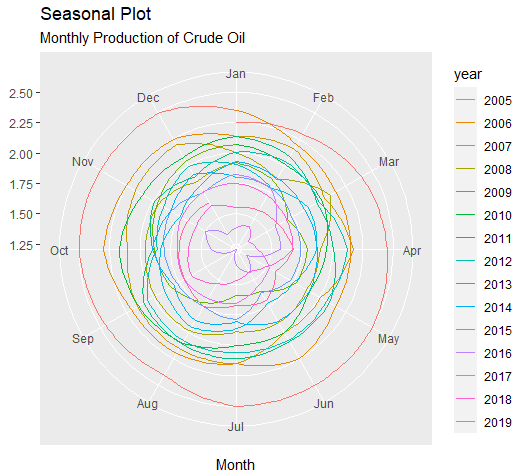 Seasonal Plot
Monthly Production of Crude Oil
Jan
Feb
Mar
Apr
May
Jun
Jul
Aug
Sep
Oct
Nov
Dec
2.50
2.25
2.00
1.75
1.50
1.25
Month
year
2005
2006
2007
2008
2009
2010
2011
2012
2013
2014
2015
2016
2017
2018
2019